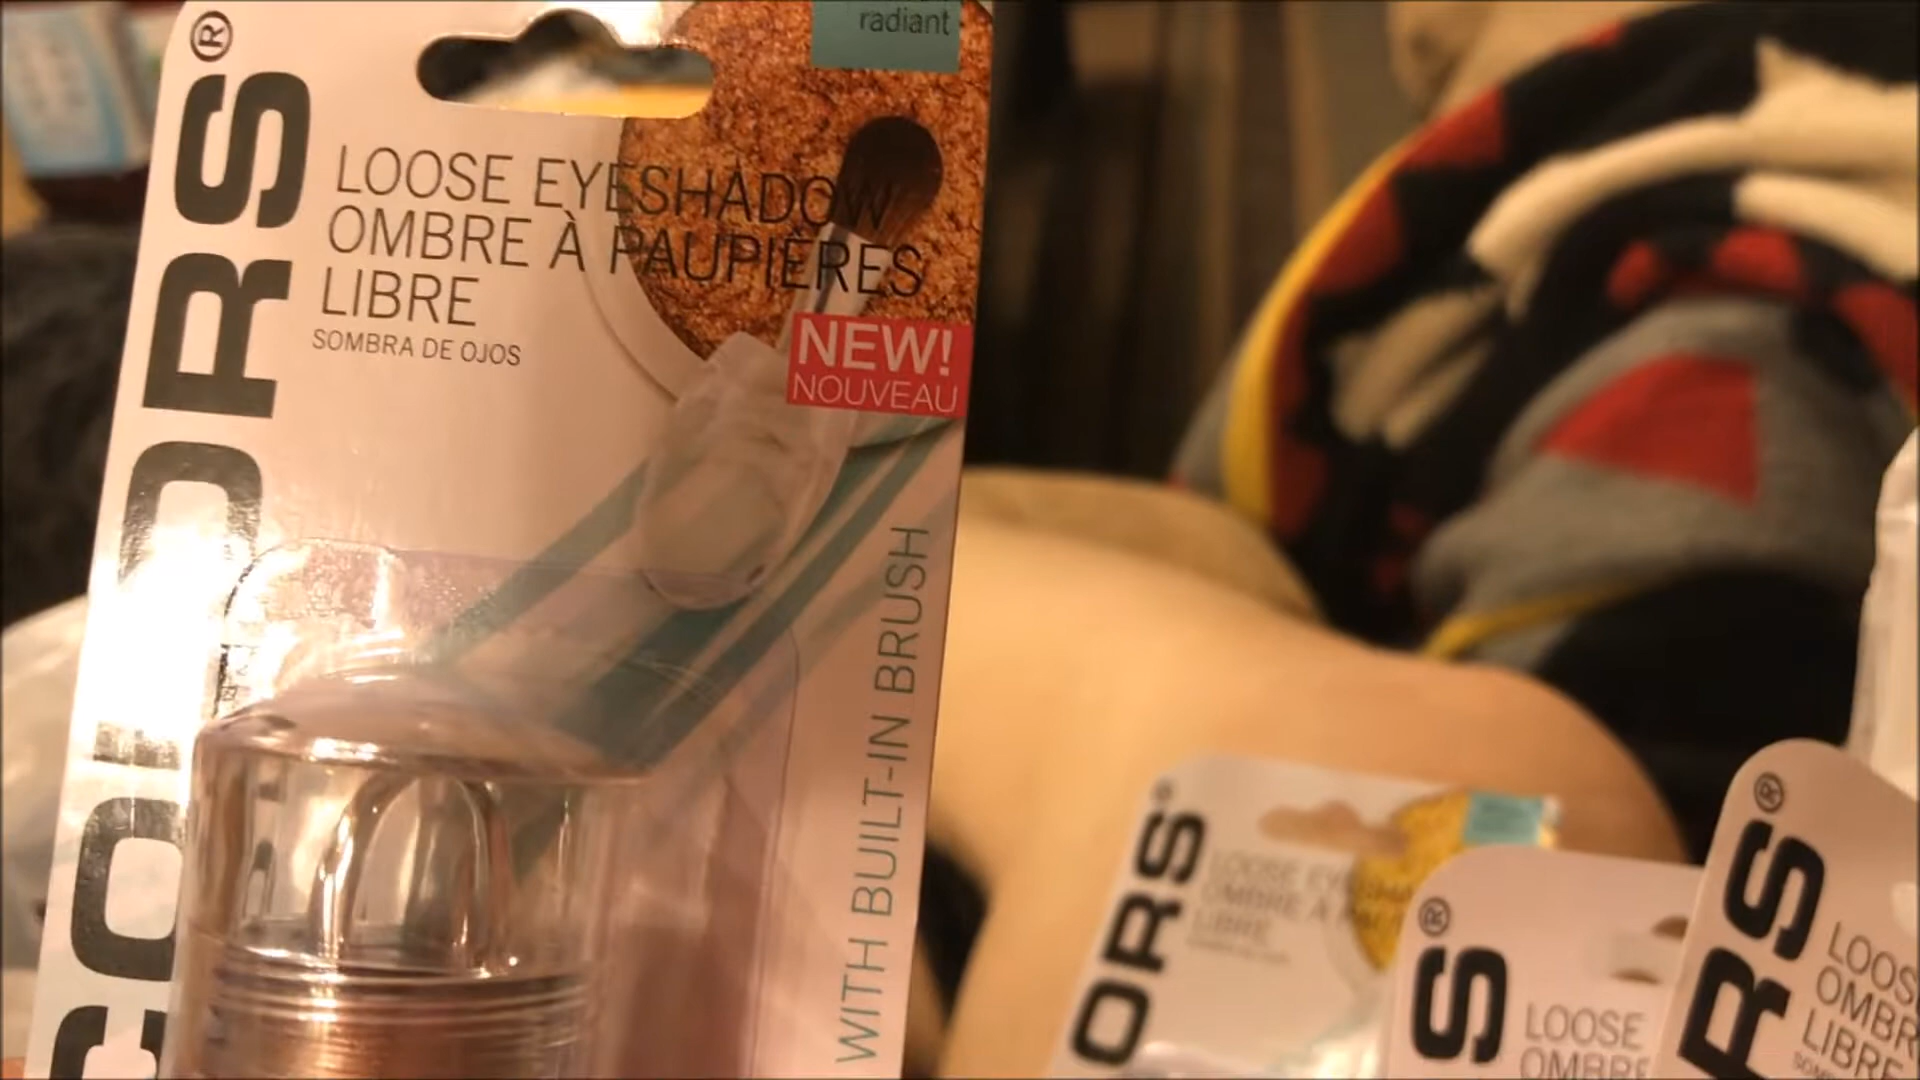 radiant
COLORS®
LOOSE EYESHADOW
OMBRE À PAUPIÈRES
LIBRE
SOMBRA DE OJOS
NEW!
NOUVEAU
WITH BUILT-IN BRUSH
ORS®
LOOSE EYESHA
OMBRE À PAU
LIBRE
S®
LOOSE
OMBRE
RS®
LOOS
OMBR
LIBRE